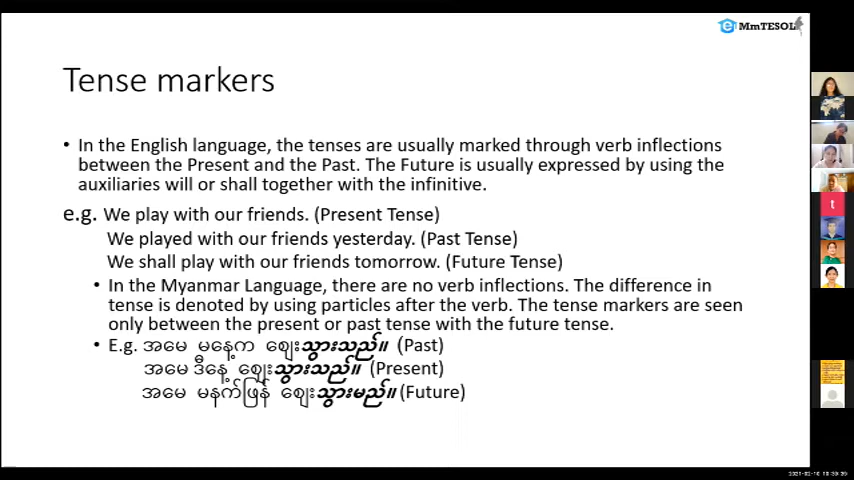 MmTESOL
Tense markers
• In the English language, the tenses are usually marked through verb inflections
between the Present and the Past. The Future is usually expressed by using the
auxiliaries will or shall together with the infinitive.
e.g. We play with our friends. (Present Tense)
We played with our friends yesterday. (Past Tense)
We shall play with our friends tomorrow. (Future Tense)
• In the Myanmar Language, there are no verb inflections. The difference in
tense is denoted by using particles after the verb. The tense markers are seen
only between the present or past tense with the future tense.
• E.g. အမေ မနေ့က ဈေးသွားသည်။ (Past)
အမေ ဒီနေ့ ဈေးသွားသည်။ (Present)
အမေ မနက်ဖြန် ဈေးသွားမည်။ (Future)
t